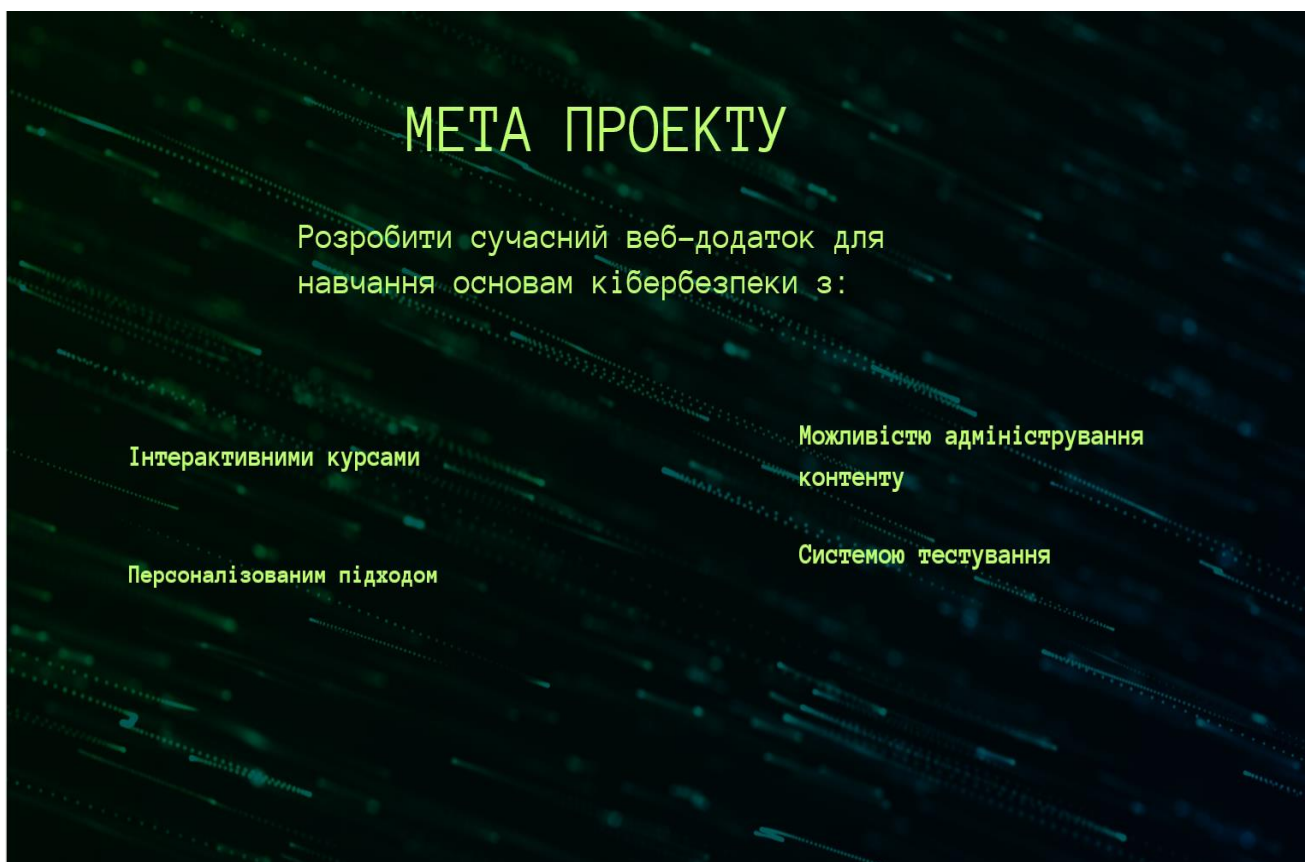 МЕТА ПРОЕКТУ
Розробити сучасний веб-додаток для
навчання основам кібербезпеки з:
Інтерактивними курсами
Персоналізованим підходом
Можливістю адміністрування
контенту
Системою тестування